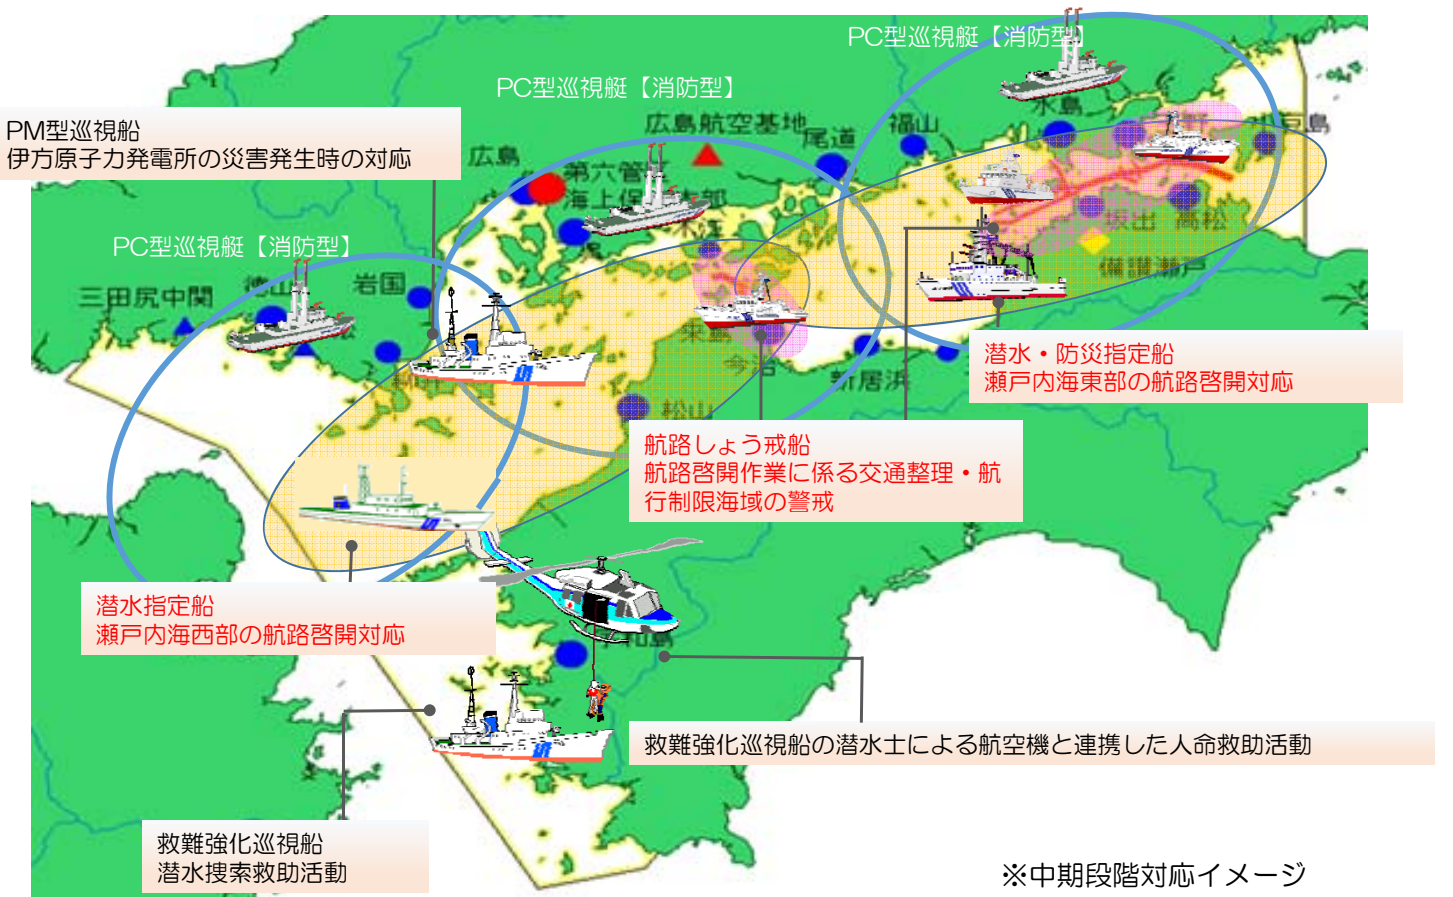 PC型巡視艇【消防型】
PC型巡視艇【消防型】
PM型巡視船
伊方原子力発電所の災害発生時の対応
広島航空基地
尾道
福山
水島
広島
第六管区
海上保安本部
PC型巡視艇【消防型】
三田尻中関
徳山
岩国
坂出
高松
備讃瀬戸
潜水・防災指定船
瀬戸内海東部の航路啓開対応
来島
今治
新居浜
松山
航路しょう戒船
航路啓開作業に係る交通整理・航
行制限海域の警戒
潜水指定船
瀬戸内海西部の航路啓開対応
宇和島
救難強化巡視船の潜水士による航空機と連携した人命救助活動
救難強化巡視船
潜水捜索救助活動
※中期段階対応イメージ